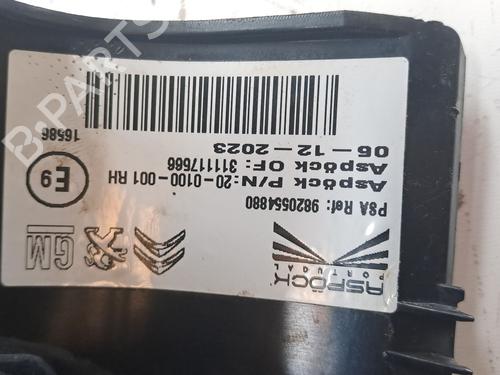 ASPÖCK
PORTUGAL
GM
PSA Ref: 9820554880
Aspöck P/N:20-0100-001 RH
Aspöck OF: 311117566
06-12-2023
E9
16586
B-Parts